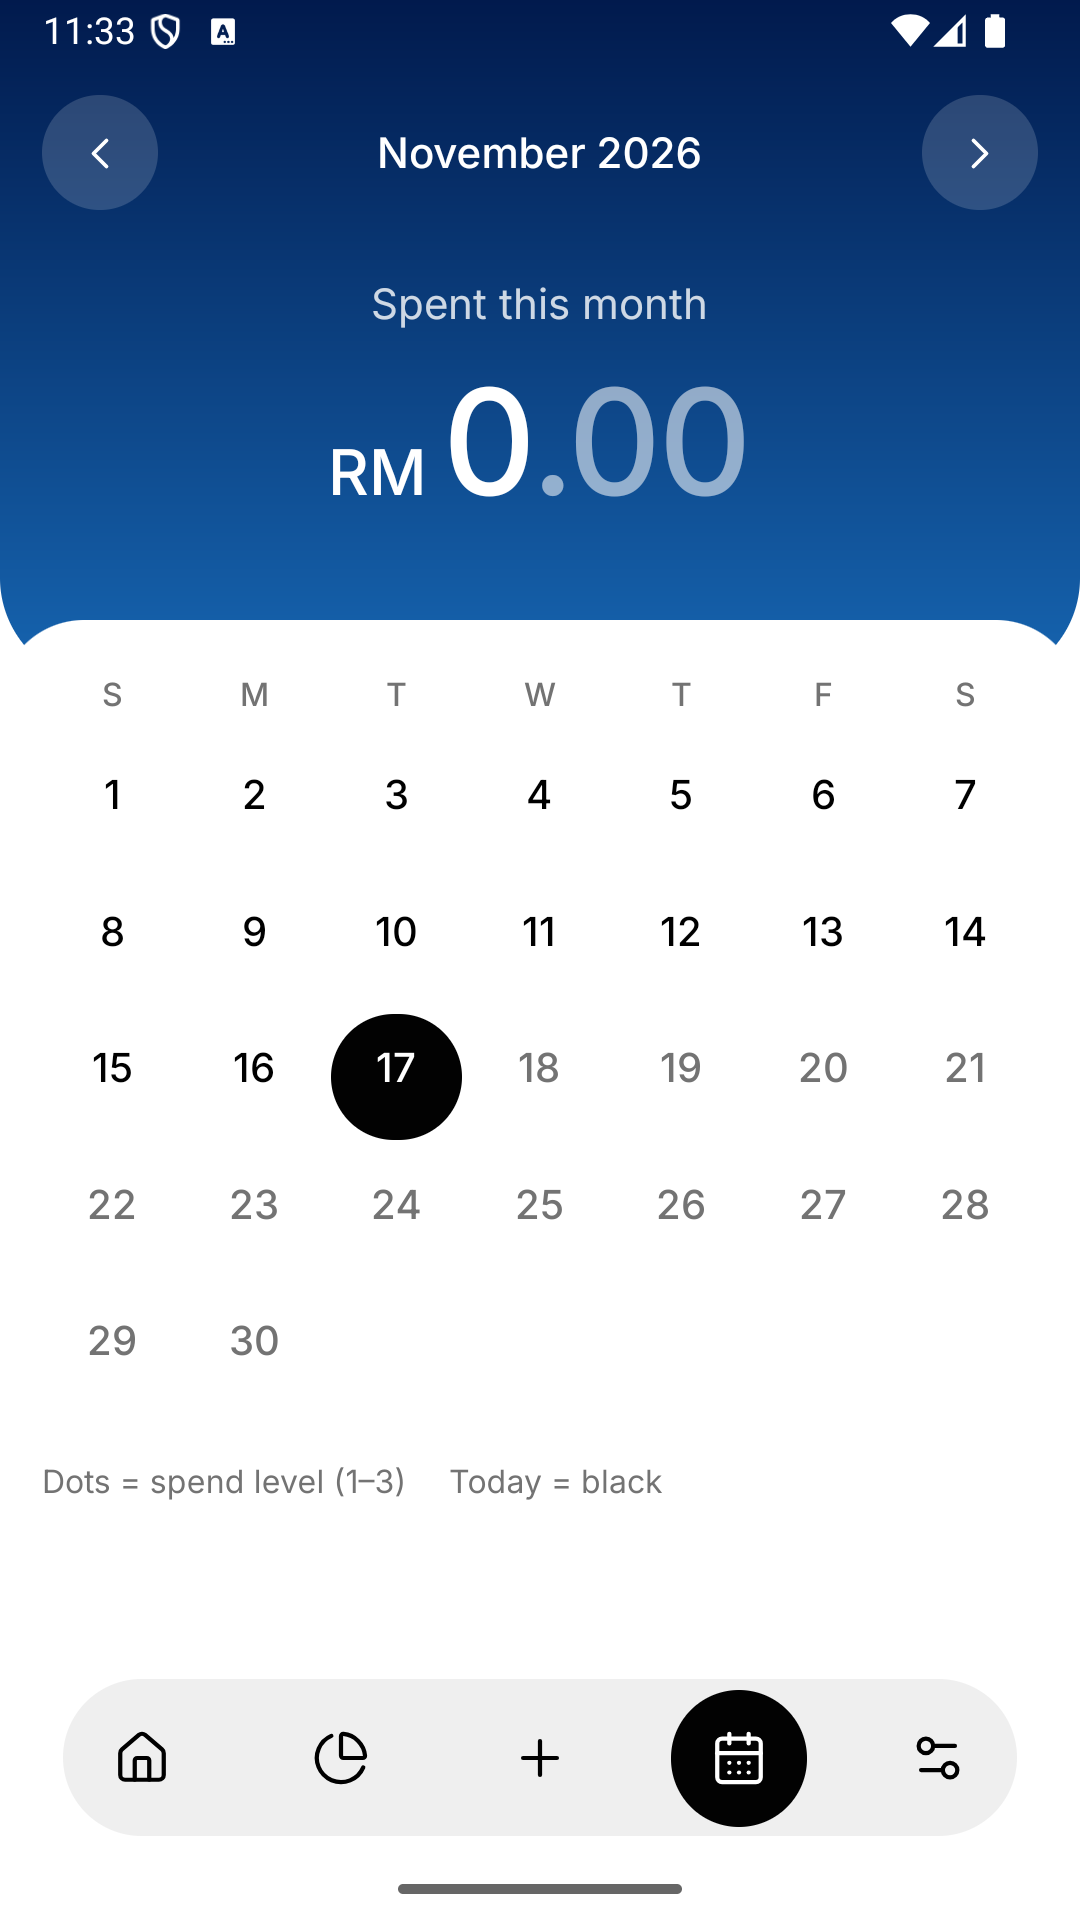 11:33
November 2026
Spent this month
RM 0.00
S M T W T F S
1 2 3 4 5 6 7
8 9 10 11 12 13 14
15 16 17 18 19 20 21
22 23 24 25 26 27 28
29 30
Dots = spend level (1–3) Today = black